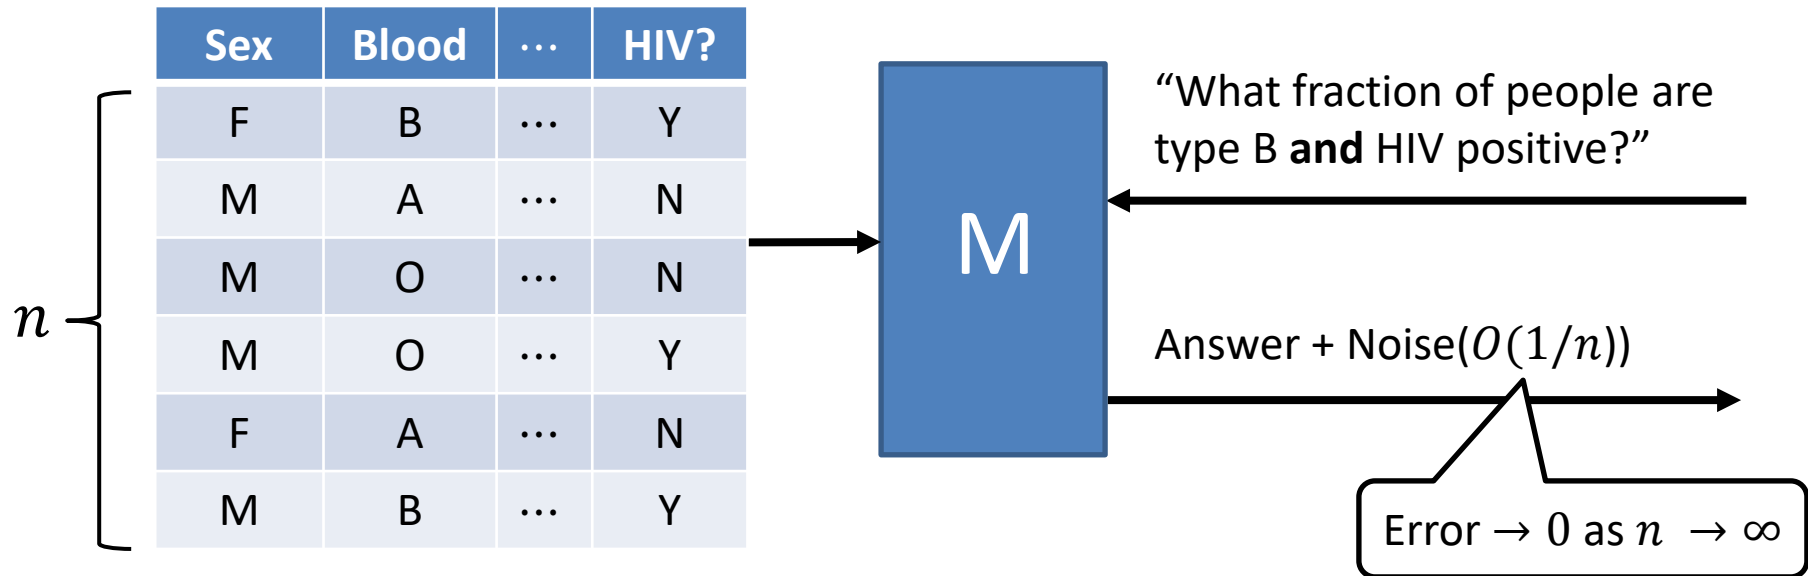 Sex Blood ⋯ HIV?
F B ⋯ Y
M A ⋯ N
M O ⋯ N
M O ⋯ Y
F A ⋯ N
M B ⋯ Y
n
M
“What fraction of people are
type B and HIV positive?”
Answer + Noise(O(1/n))
Error → 0 as n → ∞